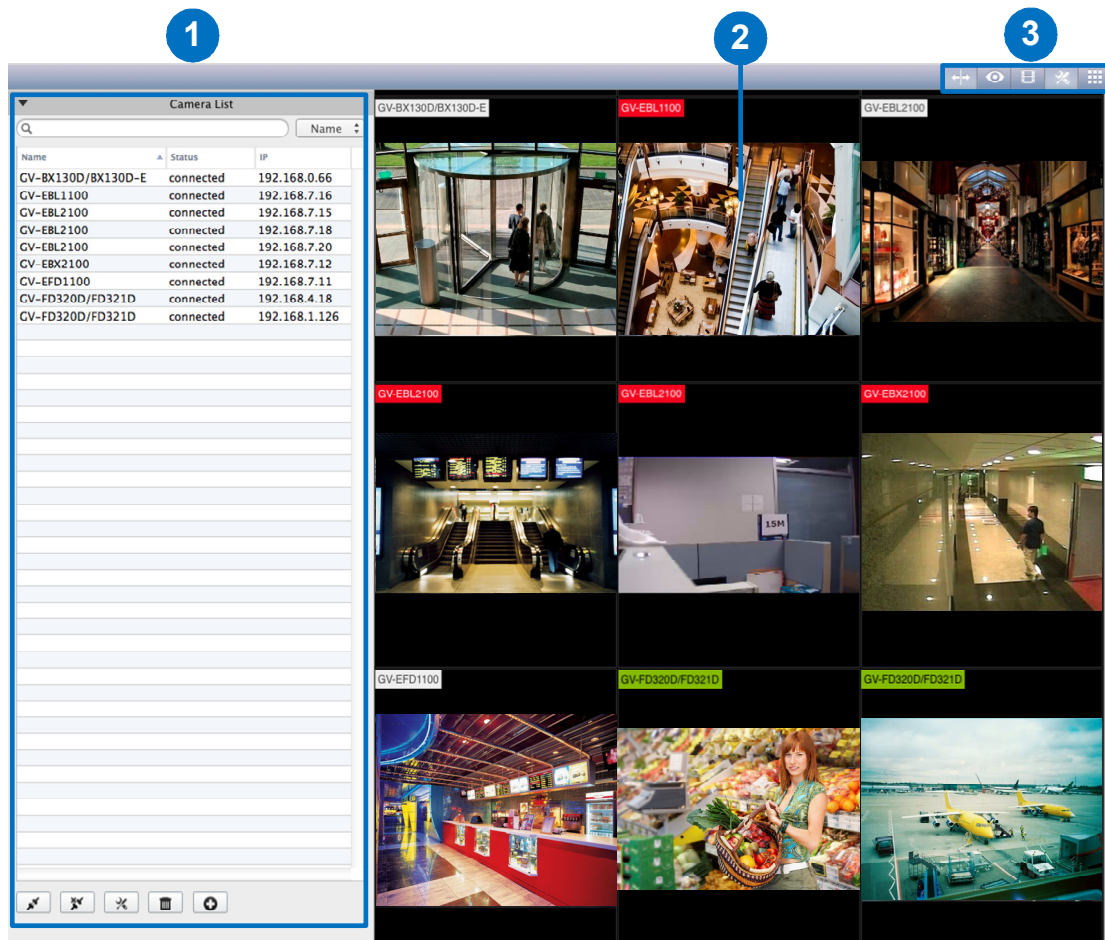 1
2
3
Camera List
Name
Name Status IP
GV-BX130D/BX130D-E connected 192.168.0.66
GV-EBL1100 connected 192.168.7.16
GV-EBL2100 connected 192.168.7.15
GV-EBL2100 connected 192.168.7.18
GV-EBL2100 connected 192.168.7.20
GV-EBX2100 connected 192.168.7.12
GV-EFD1100 connected 192.168.7.11
GV-FD320D/FD321D connected 192.168.4.18
GV-FD320D/FD321D connected 192.168.1.126
GV-BX130D/BX130D-E
GV-EBL1100
GV-EBL2100
GV-EBL2100
GV-EBL2100
GV-EBX2100
15M
GV-EFD1100
GV-FD320D/FD321D
GV-FD320D/FD321D